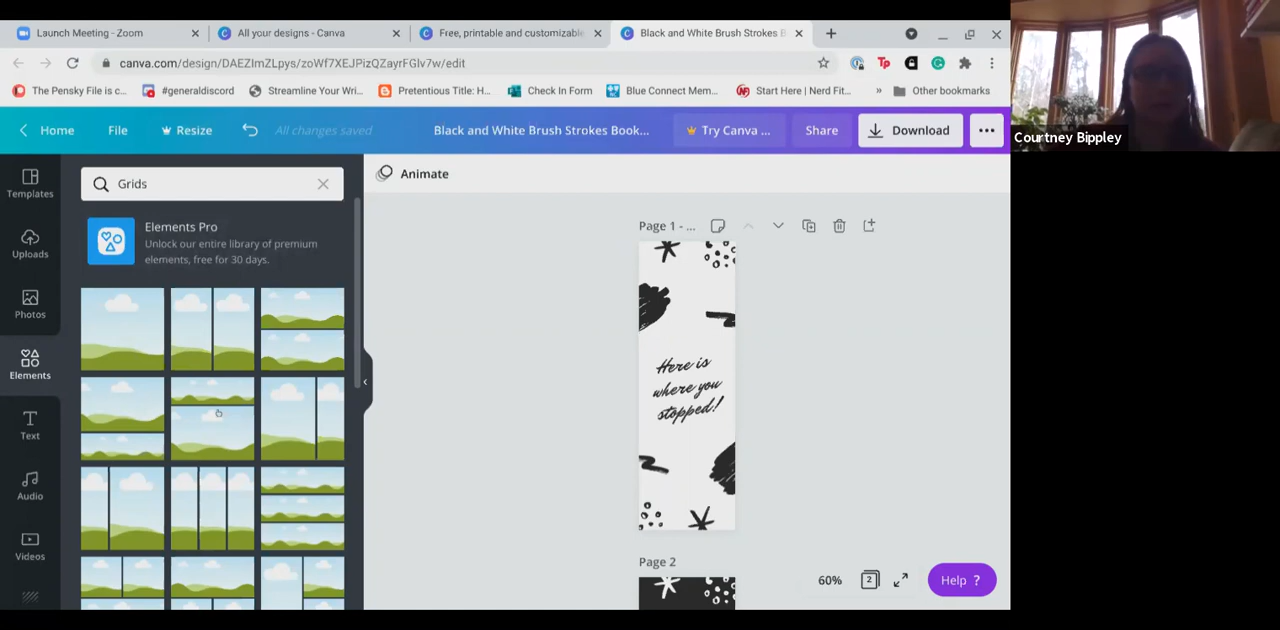 Launch Meeting - Zoom
All your designs - Canva
Free, printable and customizable
Black and White Brush Strokes B
canva.com/design/DAEZImZLpys/zoWf7XEJPizQZayrFGlv7w/edit
The Pensky File is c...
#generaldiscord
Streamline Your Wri...
Pretentious Title: H...
Check In Form
Blue Connect Mem...
Start Here | Nerd Fit...
»
Other bookmarks
Home
File
Resize
All changes saved
Black and White Brush Strokes Book...
Try Canva ...
Share
Download
Courtney Bippley
Templates
Uploads
Photos
Elements
Text
Audio
Videos
Grids
Elements Pro
Unlock our entire library of premium
elements, free for 30 days.
Animate
Page 1 - ...
Here is
where you
stopped!
Page 2
60%
2
Help ?